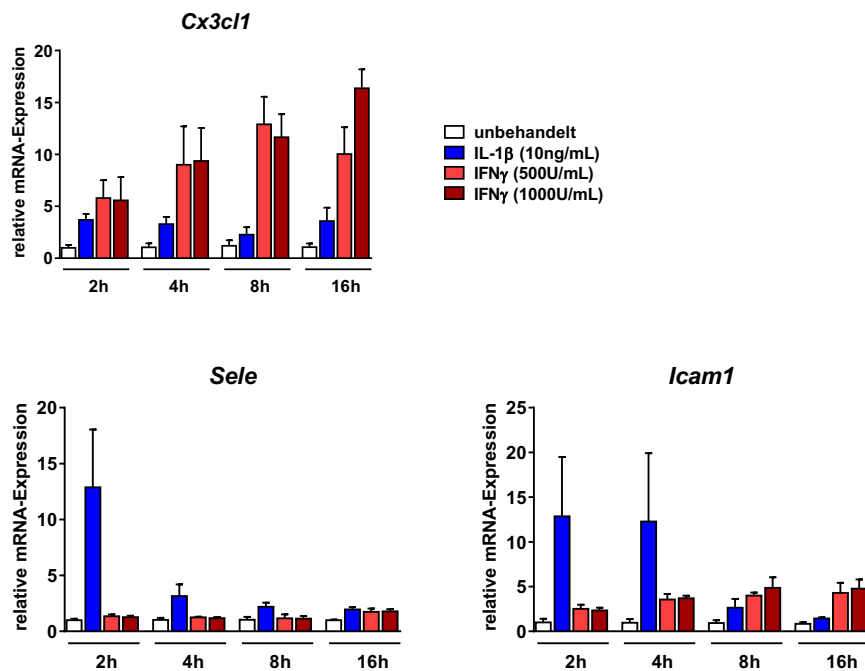 Cx3cl1
relative mRNA-Expression
20
15
10
5
0
2h 4h 8h 16h
unbehandelt
IL-1β (10ng/mL)
IFNγ (500U/mL)
IFNγ (1000U/mL)
Sele
relative mRNA-Expression
20
15
10
5
0
2h 4h 8h 16h
Icam1
relative mRNA-Expression
25
20
15
10
5
0
2h 4h 8h 16h